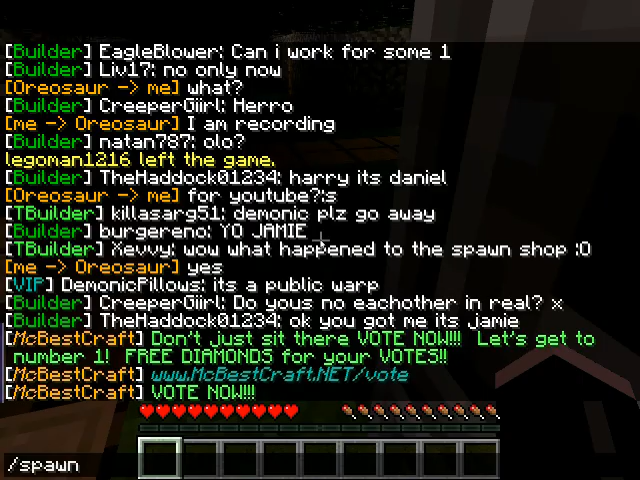 [Builder] EagleBlower: Can i work for some 1
[Builder] Liv17: no only now
[Oreosaur -> me] what?
[Builder] CreeperGiirl: Herro
[me -> Oreosaur] I am recording
[Builder] natan787: olo?
legoman1216 left the game.
[Builder] TheHaddock01234: harry its daniel
[Oreosaur -> me] for youtube?:s
[TBuilder] killasarg51: demonic plz go away
[Builder] burgereno: YO JAMIE
[TBuilder] Xevvy: wow what happened to the spawn shop :O
[me -> Oreosaur] yes
[VIP] DemonicPillows: its a public warp
[Builder] CreeperGiirl: Do yous no eachother in real? x
[Builder] TheHaddock01234: ok you got me its jamie
[McBestCraft] Don't just sit there VOTE NOW!!! Let's get to
number 1! FREE DIAMONDS for your VOTES!!
[McBestCraft] www.McBestCraft.NET/vote
[McBestCraft] VOTE NOW!!!
/spawn